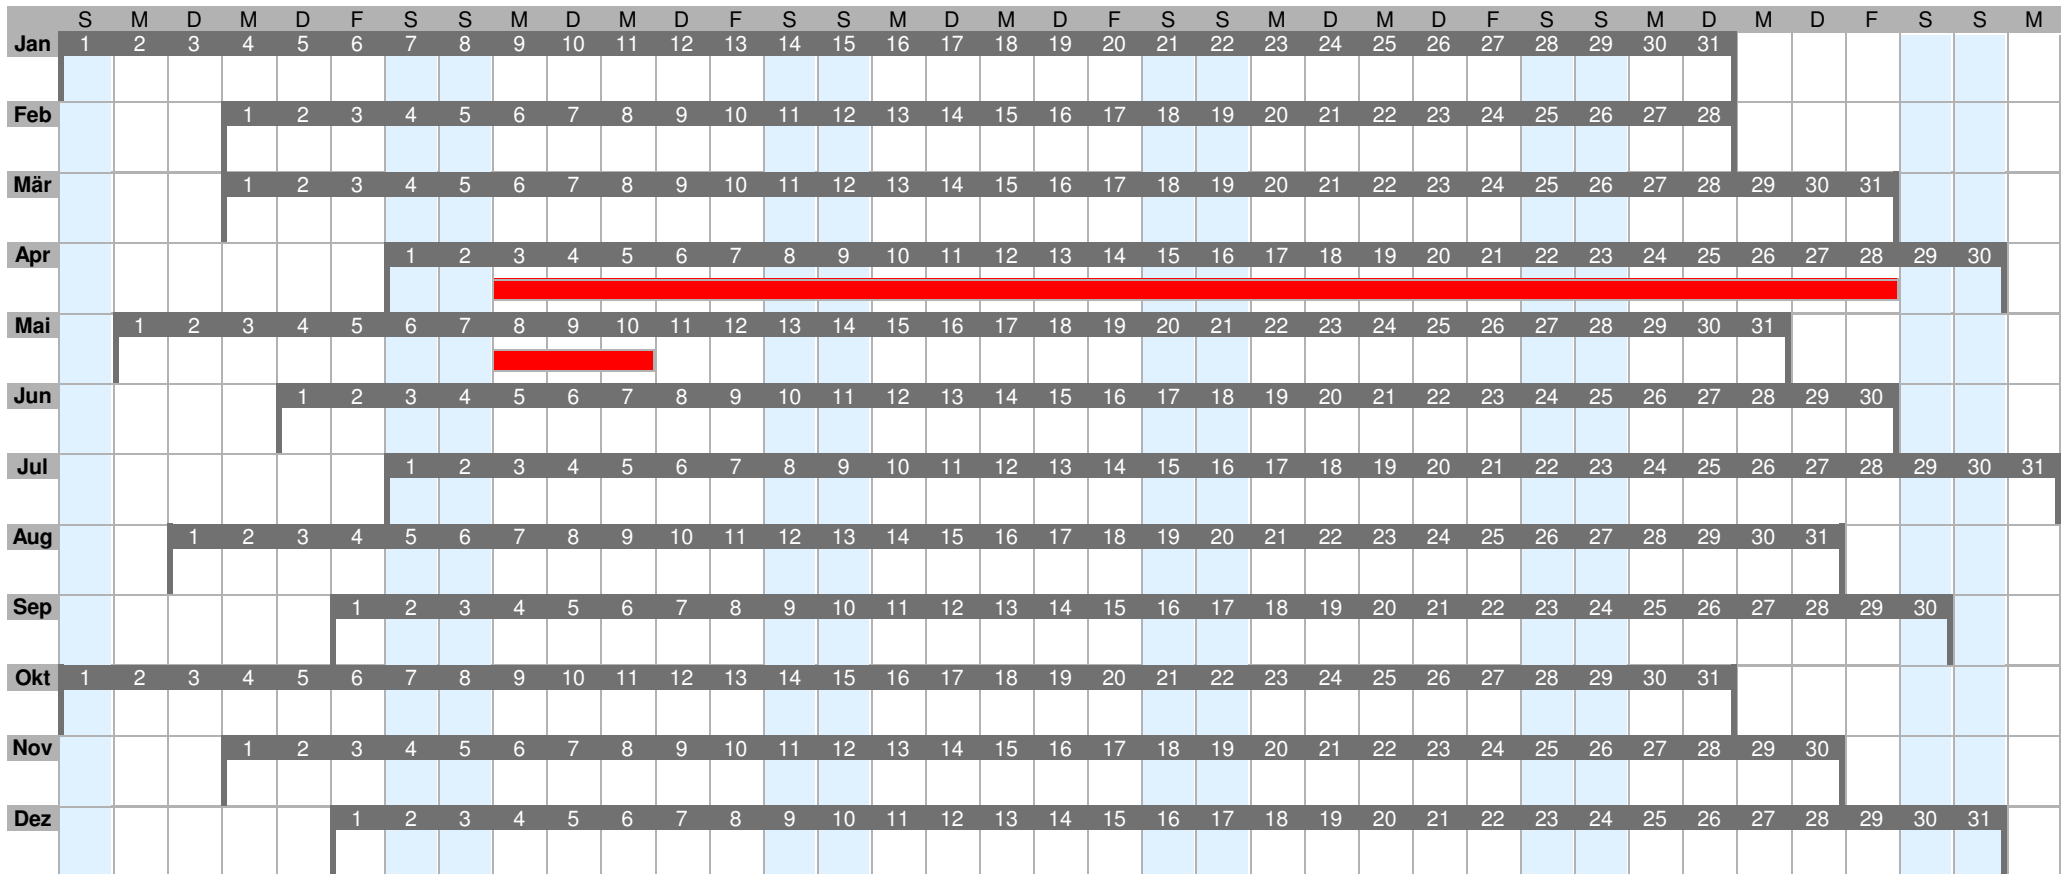 S M D M D F S S M D M D F S S M D M D F S S M D M D F S S M D M D F S S M
Jan 1 2 3 4 5 6 7 8 9 10 11 12 13 14 15 16 17 18 19 20 21 22 23 24 25 26 27 28 29 30 31
Feb 1 2 3 4 5 6 7 8 9 10 11 12 13 14 15 16 17 18 19 20 21 22 23 24 25 26 27 28
Mär 1 2 3 4 5 6 7 8 9 10 11 12 13 14 15 16 17 18 19 20 21 22 23 24 25 26 27 28 29 30 31
Apr 1 2 3 4 5 6 7 8 9 10 11 12 13 14 15 16 17 18 19 20 21 22 23 24 25 26 27 28 29 30
Mai 1 2 3 4 5 6 7 8 9 10 11 12 13 14 15 16 17 18 19 20 21 22 23 24 25 26 27 28 29 30 31
Jun 1 2 3 4 5 6 7 8 9 10 11 12 13 14 15 16 17 18 19 20 21 22 23 24 25 26 27 28 29 30
Jul 1 2 3 4 5 6 7 8 9 10 11 12 13 14 15 16 17 18 19 20 21 22 23 24 25 26 27 28 29 30 31
Aug 1 2 3 4 5 6 7 8 9 10 11 12 13 14 15 16 17 18 19 20 21 22 23 24 25 26 27 28 29 30 31
Sep 1 2 3 4 5 6 7 8 9 10 11 12 13 14 15 16 17 18 19 20 21 22 23 24 25 26 27 28 29 30
Okt 1 2 3 4 5 6 7 8 9 10 11 12 13 14 15 16 17 18 19 20 21 22 23 24 25 26 27 28 29 30 31
Nov 1 2 3 4 5 6 7 8 9 10 11 12 13 14 15 16 17 18 19 20 21 22 23 24 25 26 27 28 29 30
Dez 1 2 3 4 5 6 7 8 9 10 11 12 13 14 15 16 17 18 19 20 21 22 23 24 25 26 27 28 29 30 31